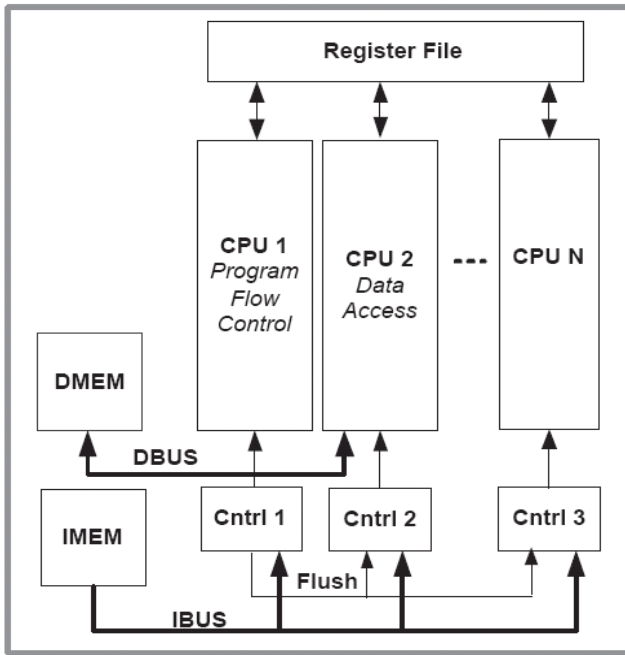 Register File
CPU 1
Program
Flow
Control
CPU 2
Data
Access
CPU N
DMEM
DBUS
IMEM
Cntrl 1
Cntrl 2
Cntrl 3
Flush
IBUS